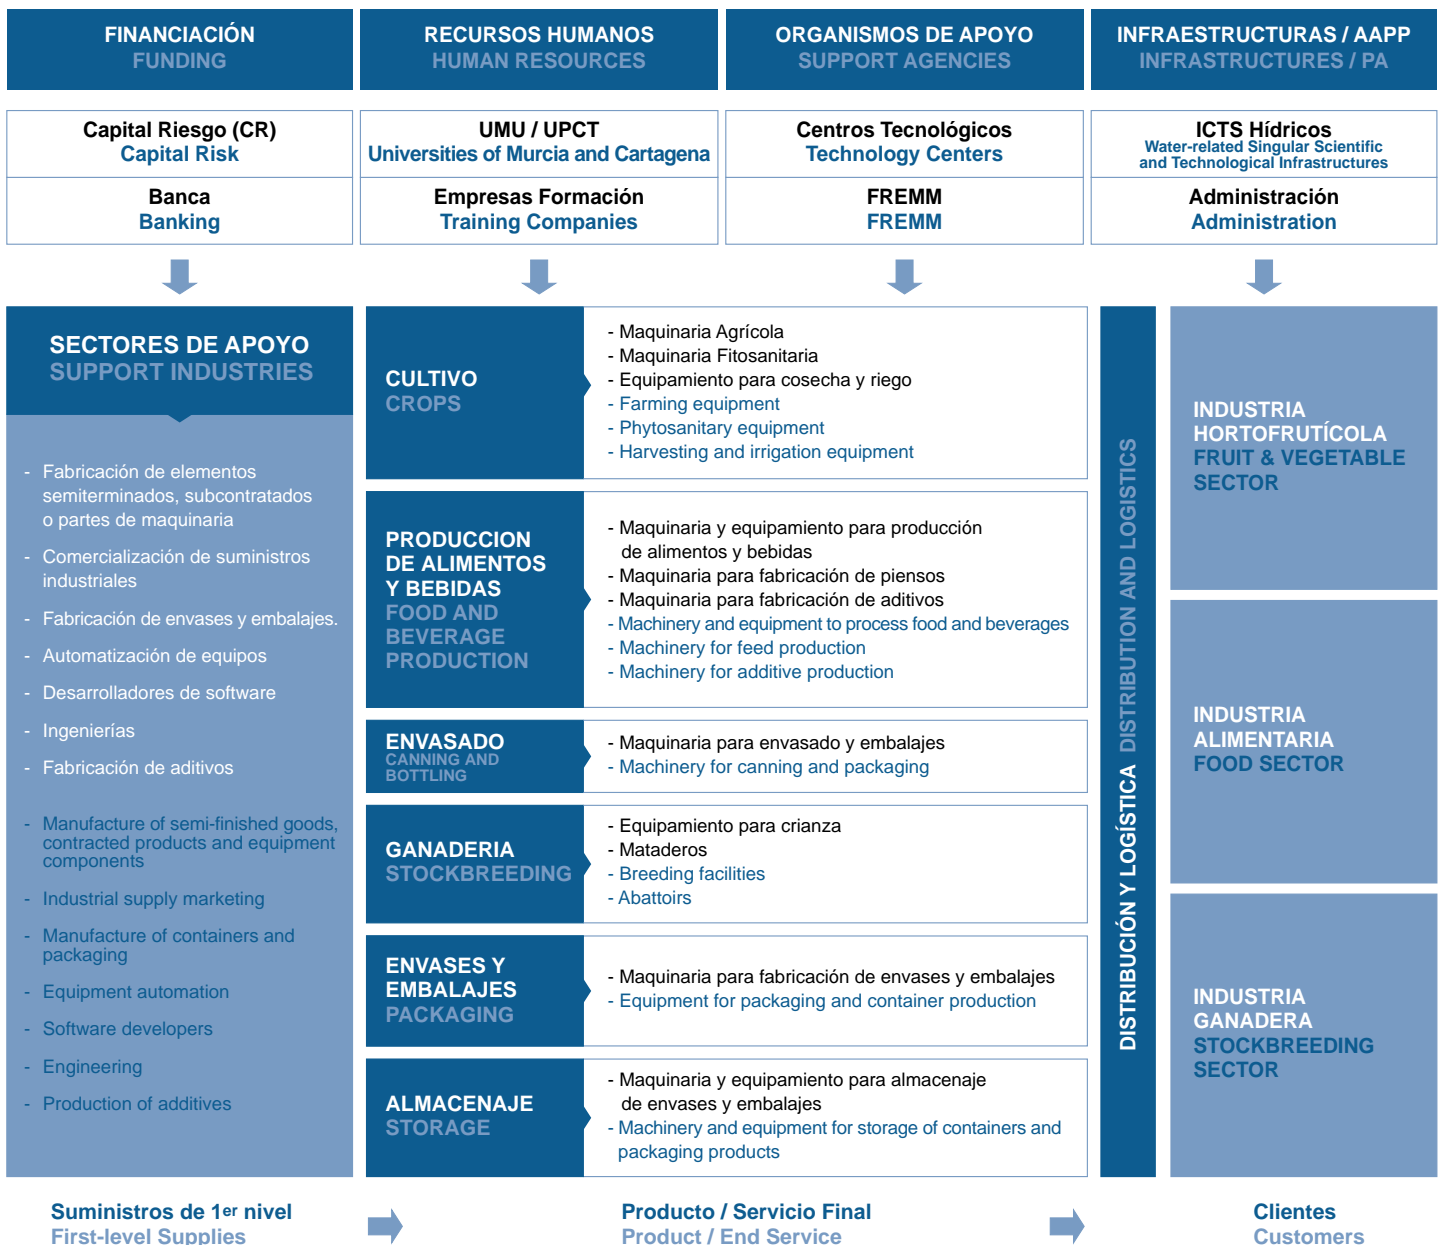 FINANCIACIÓN
FUNDING
RECURSOS HUMANOS
HUMAN RESOURCES
ORGANISMOS DE APOYO
SUPPORT AGENCIES
INFRAESTRUCTURAS / AAPP
INFRASTRUCTURES / PA
Capital Riesgo (CR)
Capital Risk
UMU / UPCT
Universities of Murcia and Cartagena
Centros Tecnológicos
Technology Centers
ICTS Hídricos
Water-related Singular Scientific
and Technological Infrastructures
Banca
Banking
Empresas Formación
Training Companies
FREMM
FREMM
Administración
Administration
SECTORES DE APOYO
SUPPORT INDUSTRIES
- Fabricación de elementos
semiterminados, subcontratados
o partes de maquinaria
- Comercialización de suministros
industriales
- Fabricación de envases y embalajes.
- Automatización de equipos
- Desarrolladores de software
- Ingenierías
- Fabricación de aditivos
- Manufacture of semi-finished goods,
contracted products and equipment
components
- Industrial supply marketing
- Manufacture of containers and
packaging
- Equipment automation
- Software developers
- Engineering
- Production of additives
CULTIVO
CROPS
- Maquinaria Agrícola
- Maquinaria Fitosanitaria
- Equipamiento para cosecha y riego
- Farming equipment
- Phytosanitary equipment
- Harvesting and irrigation equipment
PRODUCCION
DE ALIMENTOS
Y BEBIDAS
FOOD AND
BEVERAGE
PRODUCTION
- Maquinaria y equipamiento para producción
de alimentos y bebidas
- Maquinaria para fabricación de piensos
- Maquinaria para fabricación de aditivos
- Machinery and equipment to process food and beverages
- Machinery for feed production
- Machinery for additive production
ENVASADO
CANNING AND
BOTTLING
- Maquinaria para envasado y embalajes
- Machinery for canning and packaging
GANADERIA
STOCKBREEDING
- Equipamiento para crianza
- Mataderos
- Breeding facilities
- Abattoirs
ENVASES Y
EMBALAJES
PACKAGING
- Maquinaria para fabricación de envases y embalajes
- Equipment for packaging and container production
ALMACENAJE
STORAGE
- Maquinaria y equipamiento para almacenaje
de envases y embalajes
- Machinery and equipment for storage of containers and
packaging products
DISTRIBUCIÓN Y LOGÍSTICA DISTRIBUTION AND LOGISTICS
INDUSTRIA
HORTOFRUTÍCOLA
FRUIT & VEGETABLE
SECTOR
INDUSTRIA
ALIMENTARIA
FOOD SECTOR
INDUSTRIA
GANADERA
STOCKBREEDING
SECTOR
Suministros de 1er nivel
First-level Supplies
Producto / Servicio Final
Product / End Service
Clientes
Customers